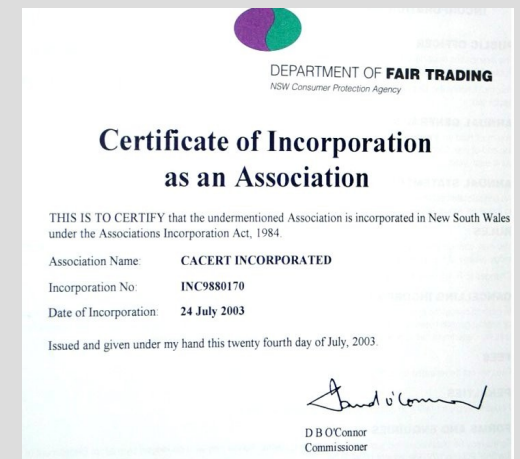 DEPARTMENT OF FAIR TRADING
NSW Consumer Protection Agency
Certificate of Incorporation
as an Association
THIS IS TO CERTIFY that the undermentioned Association is incorporated in New South Wales
under the Associations Incorporation Act, 1984.
Association Name: CACERT INCORPORATED
Incorporation No: INC9880170
Date of Incorporation: 24 July 2003
Issued and given under my hand this twenty fourth day of July, 2003.
D B O'Connor
Commissioner